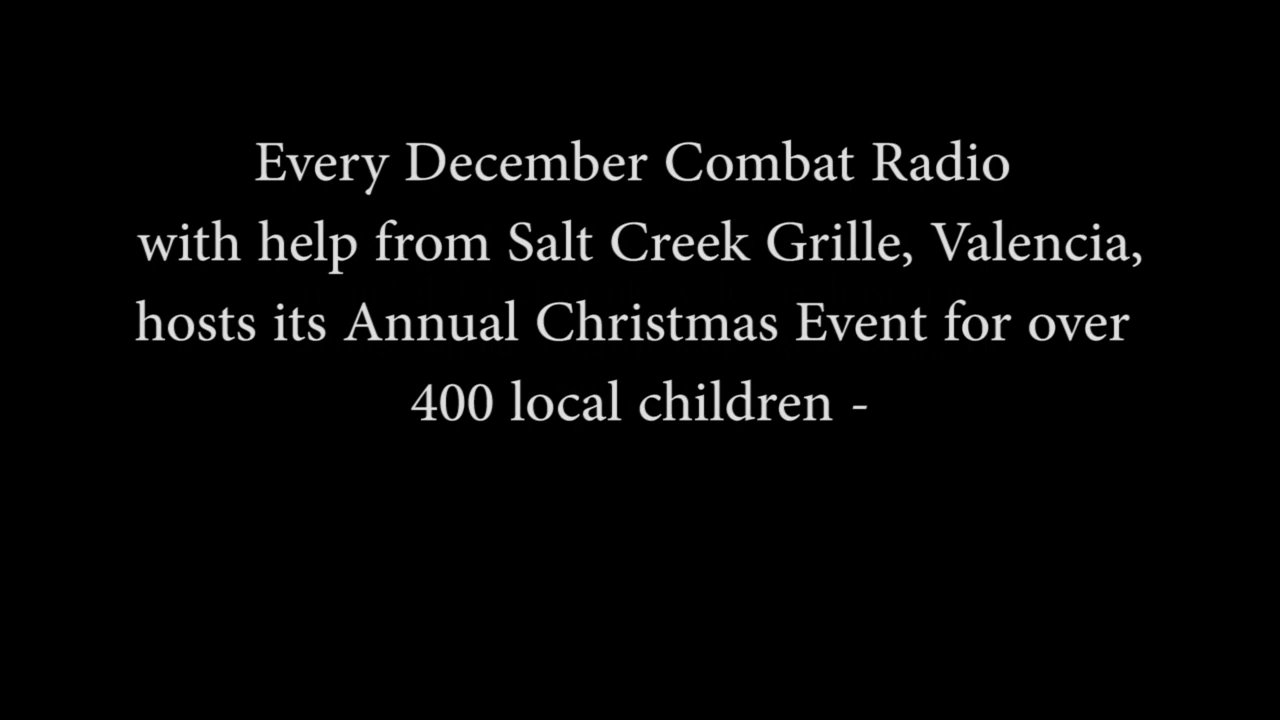 Every December Combat Radio
with help from Salt Creek Grille, Valencia,
hosts its Annual Christmas Event for over
400 local children -